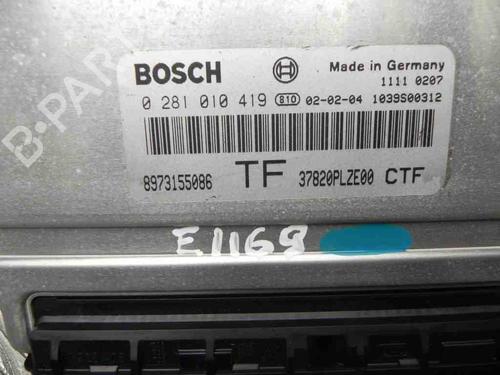 B-PARTS
BOSCH Made in Germany
1111 0207
0 281 010 419 810 02-02-04 1039S00312
8973155086 TF 37820PLZE00 CTF
E1168